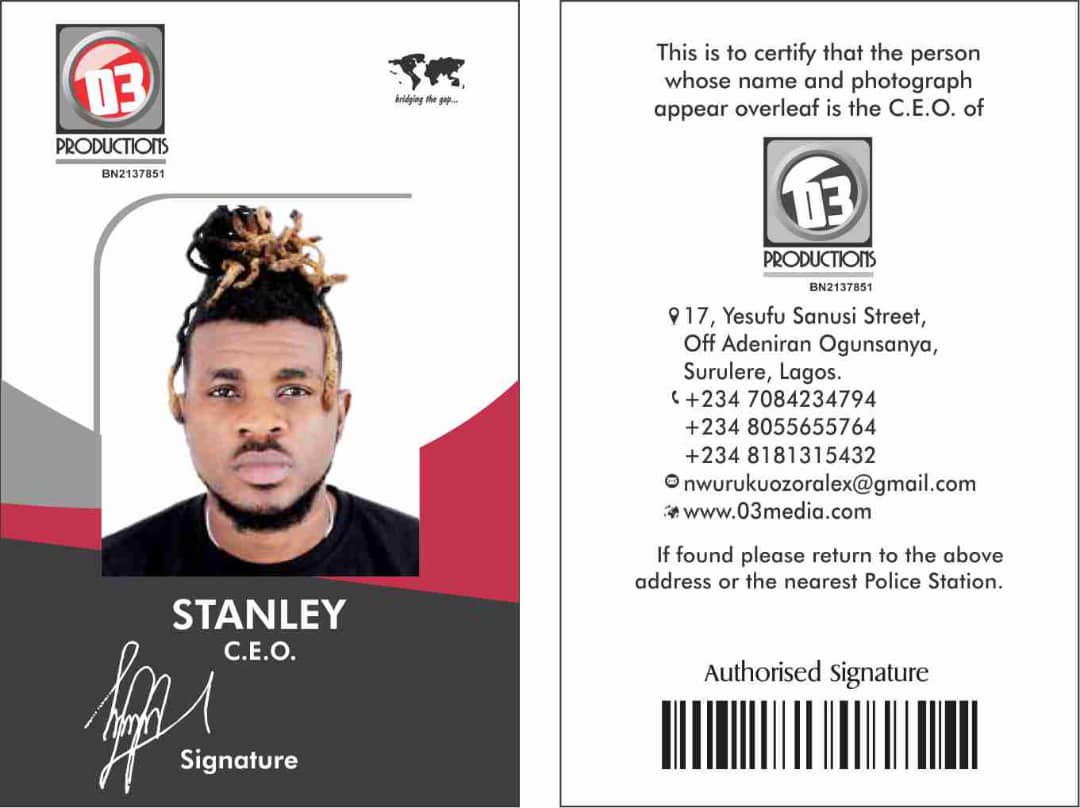 03
PRODUCTIONS
BN2137851
bridging the gap...
STANLEY
C.E.O.
Signature
This is to certify that the person
whose name and photograph
appear overleaf is the C.E.O. of
03
PRODUCTIONS
BN2137851
17, Yesufu Sanusi Street,
Off Adeniran Ogunsanya,
Surulere, Lagos.
+234 7084234794
+234 8055655764
+234 8181315432
nwurukuozoralex@gmail.com
www.03media.com
If found please return to the above
address or the nearest Police Station.
Authorised Signature